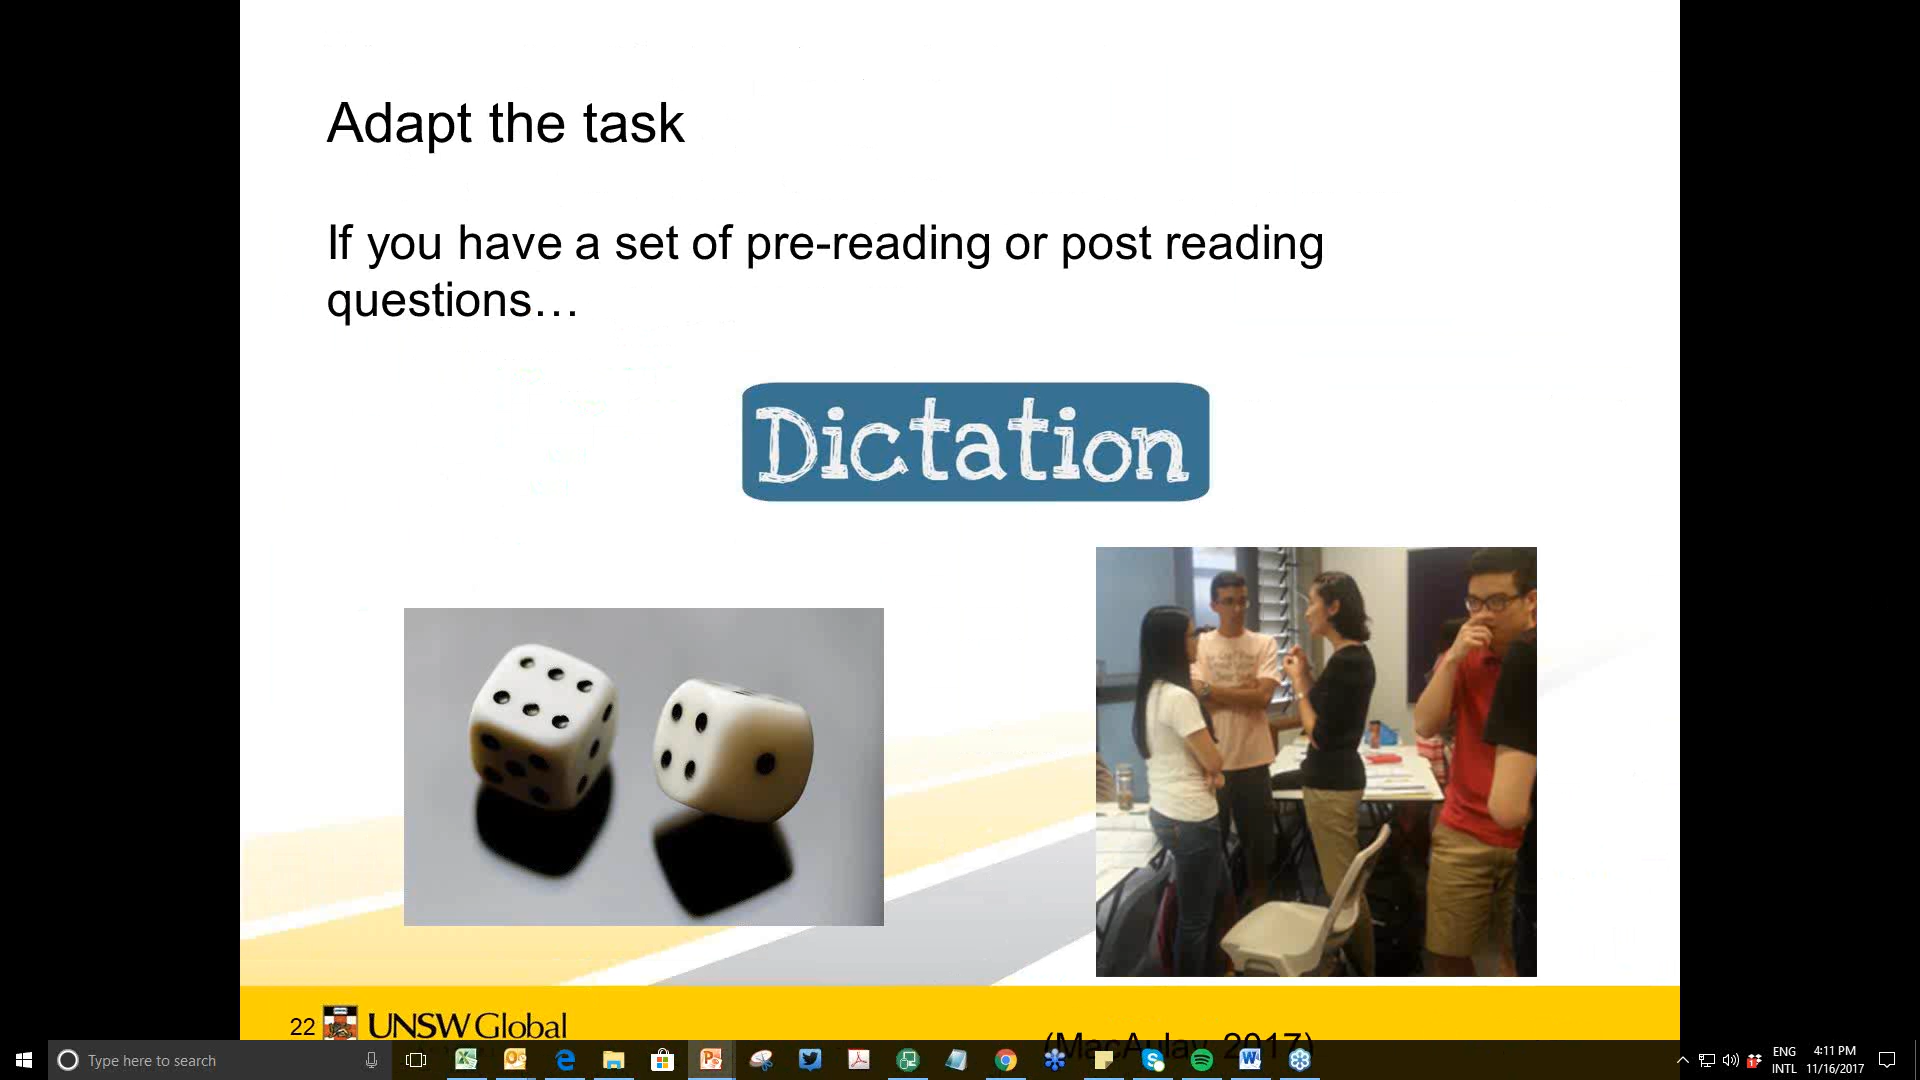 Adapt the task
If you have a set of pre-reading or post reading
questions…
Dictation
22
UNSW Global
(MacAulay, 2017)
Type here to search
ENG
INTL
4:11 PM
11/16/2017